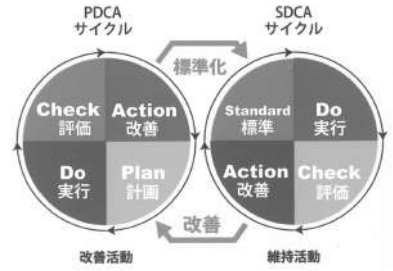 PDCA
サイクル
SDCA
サイクル
標準化
Check
評価
Action
改善
Do
実行
Plan
計画
Standard
標準
Do
実行
Action
改善
Check
評価
改善
改善活動
維持活動